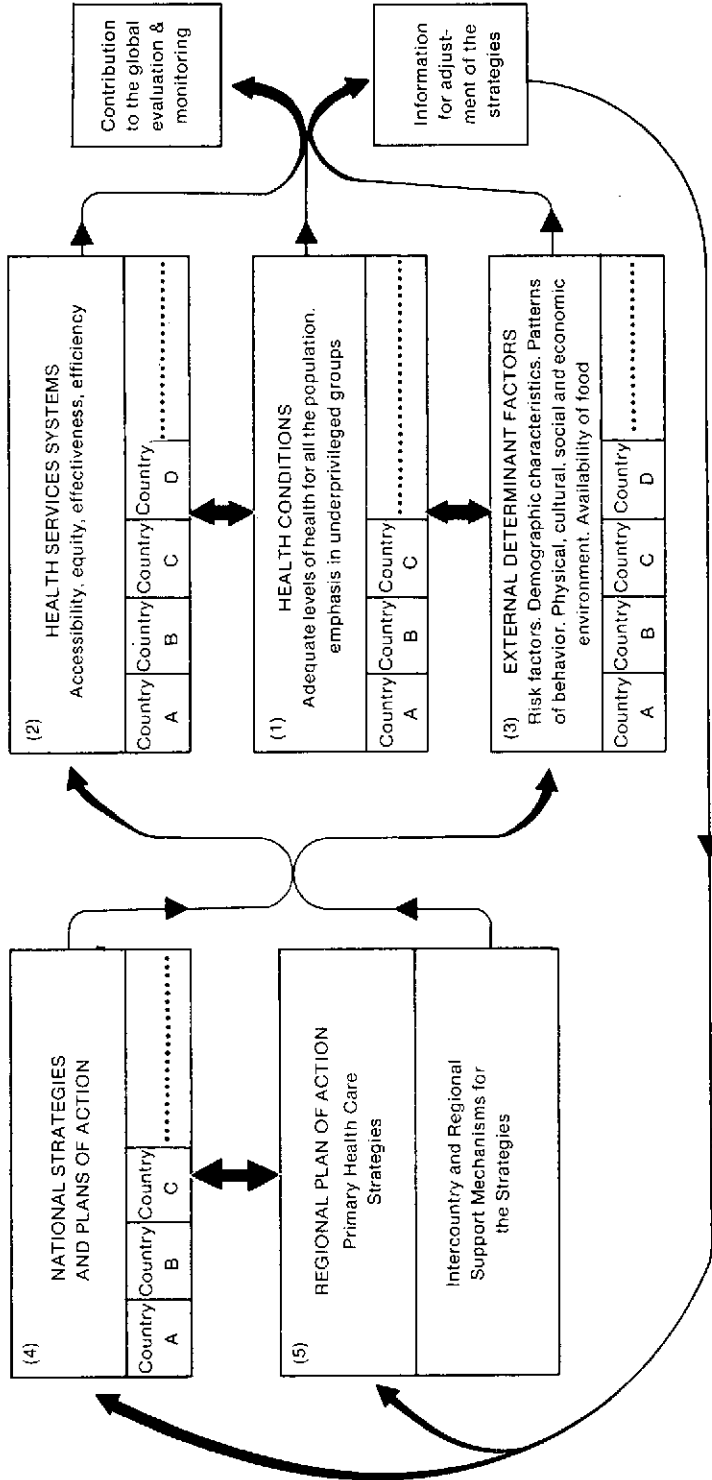 (4)
NATIONAL STRATEGIES
AND PLANS OF ACTION
Country Country Country
A B C
(5)
REGIONAL PLAN OF ACTION
Primary Health Care
Strategies
Intercountry and Regional
Support Mechanisms for
the Strategies
(2)
HEALTH SERVICES SYSTEMS
Accessibility, equity, effectiveness, efficiency
Country Country Country Country
A B C D
(1)
HEALTH CONDITIONS
Adequate levels of health for all the population.
emphasis in underprivileged groups
Country Country Country
A B C
(3)
EXTERNAL DETERMINANT FACTORS
Risk factors. Demographic characteristics. Patterns
of behavior. Physical, cultural, social and economic
environment. Availability of food
Country Country Country Country
A B C D
Contribution
to the global
evaluation &
monitoring
Information
for adjust-
ment of the
strategies